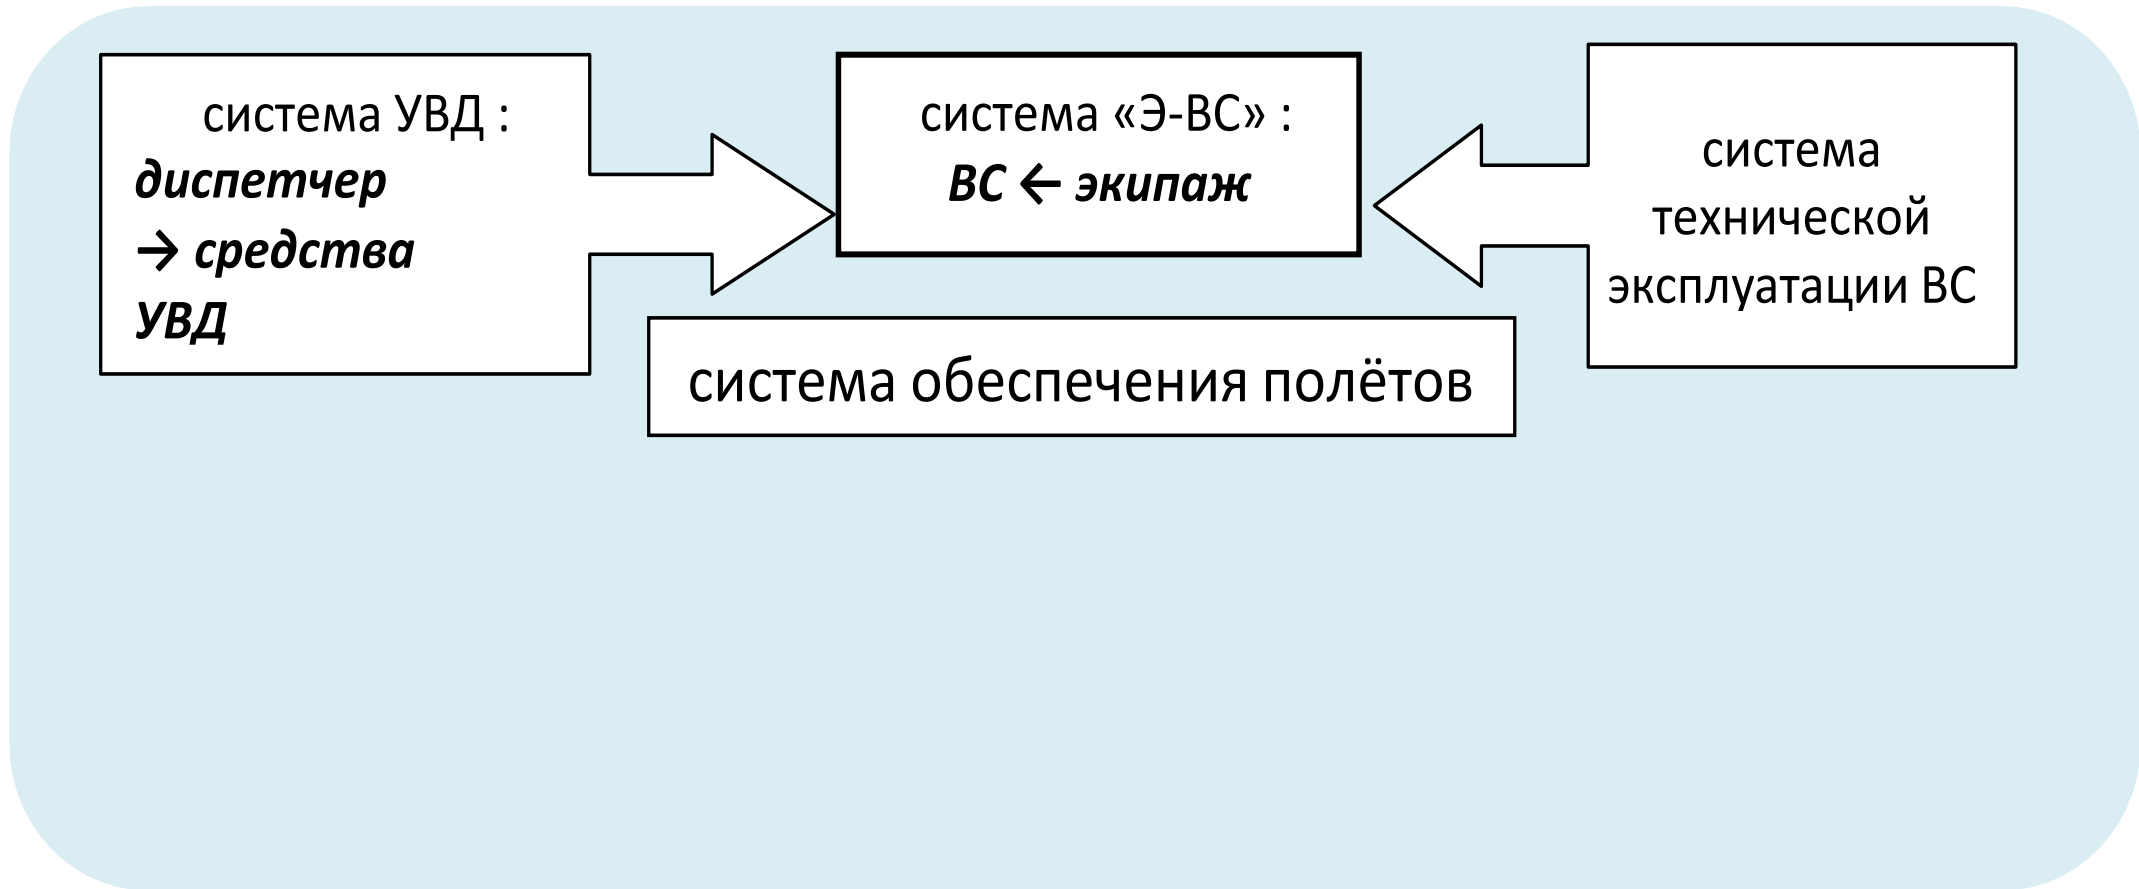 система УВД :
диспетчер
→ средства
УВД
система «Э-ВС» :
ВС ← экипаж
система
технической
эксплуатации ВС
система обеспечения полётов